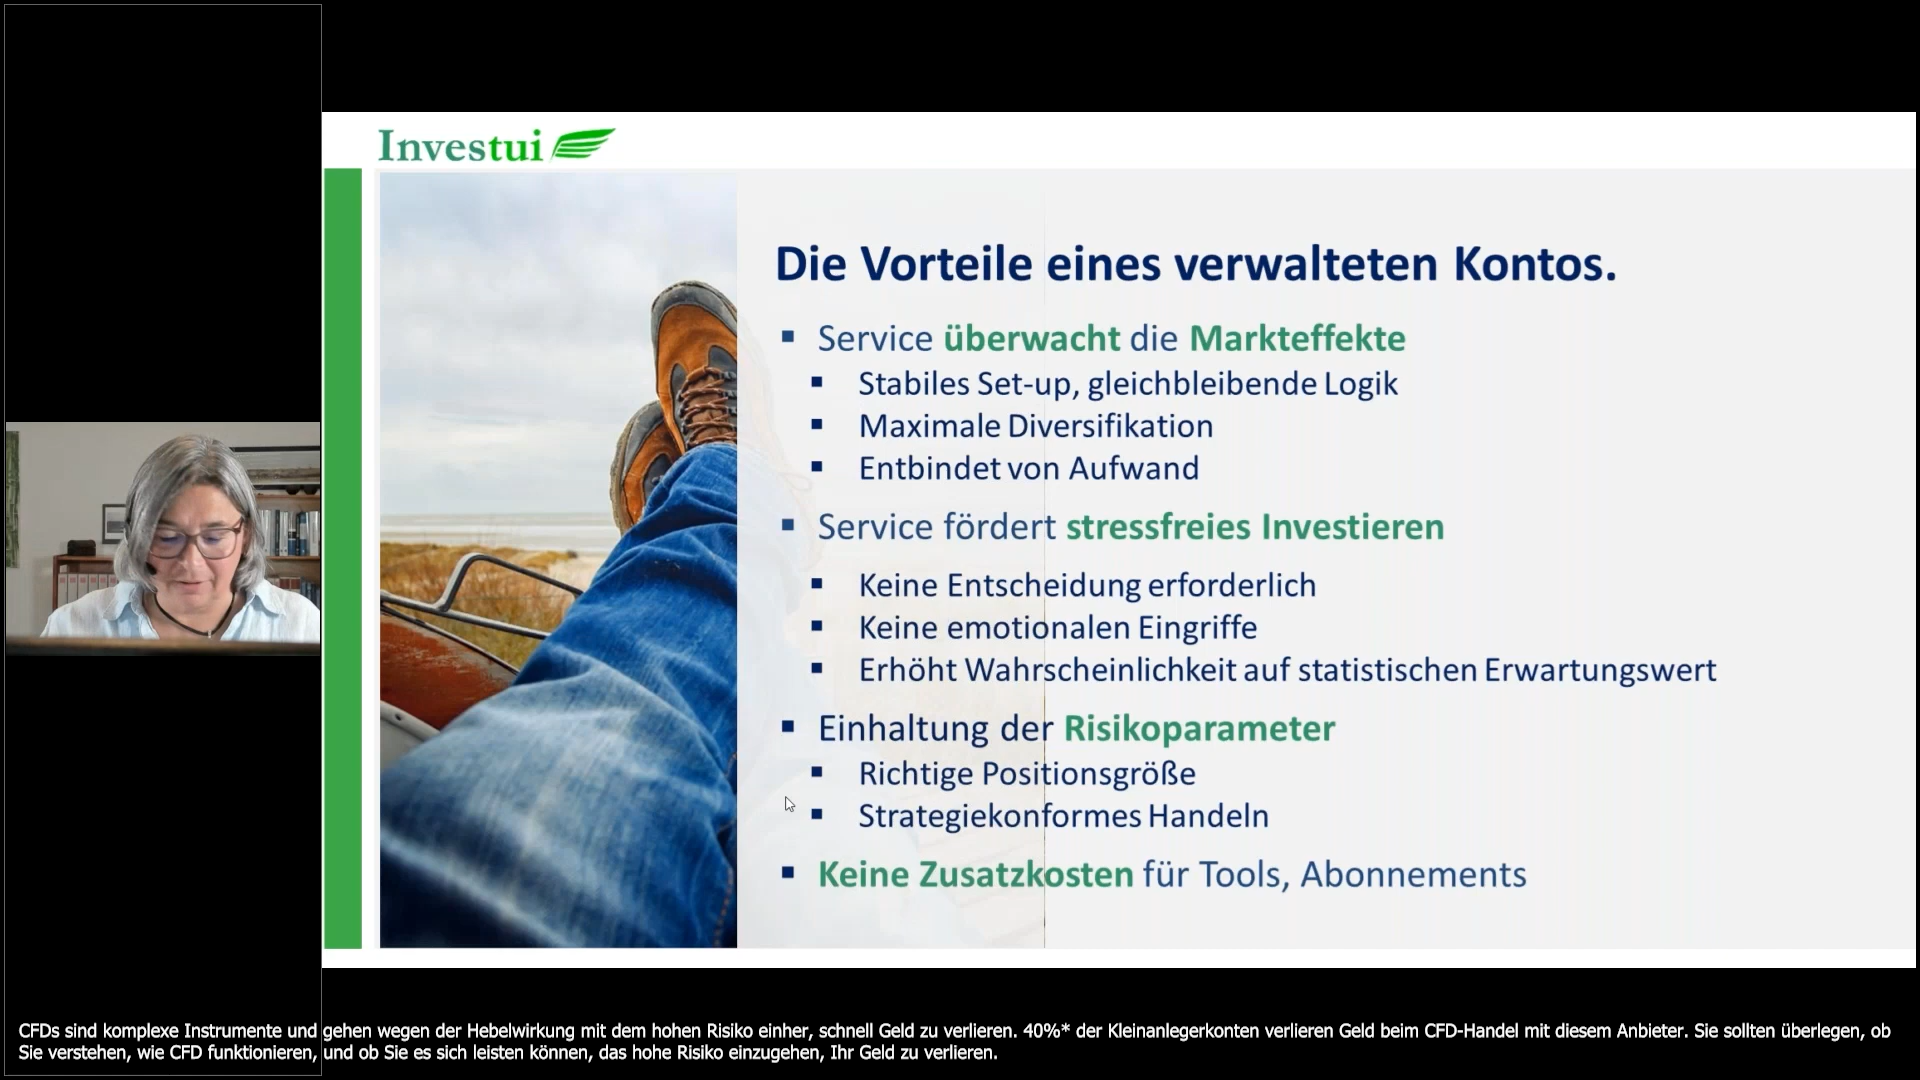 Investui
Die Vorteile eines verwalteten Kontos.
▪ Service überwacht die Markteffekte
▪ Stabiles Set-up, gleichbleibende Logik
▪ Maximale Diversifikation
▪ Entbindet von Aufwand
▪ Service fördert stressfreies Investieren
▪ Keine Entscheidung erforderlich
▪ Keine emotionalen Eingriffe
▪ Erhöht Wahrscheinlichkeit auf statistischen Erwartungswert
▪ Einhaltung der Risikoparameter
▪ Richtige Positionsgröße
▪ Strategiekonformes Handeln
▪ Keine Zusatzkosten für Tools, Abonnements
CFDs sind komplexe Instrumente und gehen wegen der Hebelwirkung mit dem hohen Risiko einher, schnell Geld zu verlieren. 40%* der Kleinanlegerkonten verlieren Geld beim CFD-Handel mit diesem Anbieter. Sie sollten überlegen, ob
Sie verstehen, wie CFD funktionieren, und ob Sie es sich leisten können, das hohe Risiko einzugehen, Ihr Geld zu verlieren.